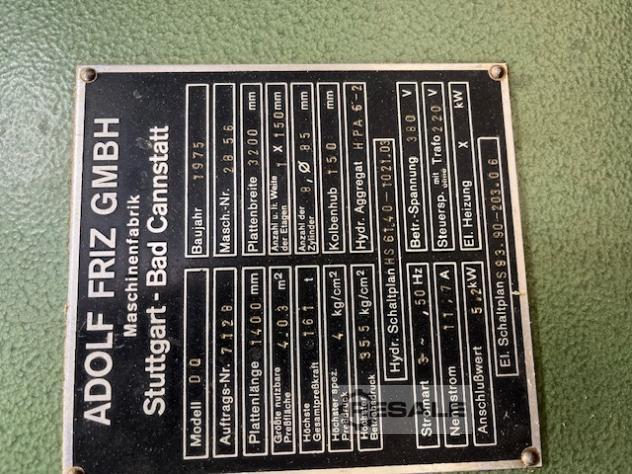 ADOLF FRIZ GMBH
Maschinenfabrik
Stuttgart - Bad Cannstatt
Modell DQ Baujahr 1975
Auftrags-Nr. 7128 Masch.-Nr. 2856
Plattenlänge 1400 mm Plattenbreite 3200 mm
Größte nutzbare Preßfläche 4.03 m² Anzahl u. li. Weite der Etagen 1 X 150 mm
Höchste Gesamtpreßkraft 161 t Anzahl der Zylinder 8, Ø 85 mm
Höchster spez. Preßdruck 4 kg/cm² Kolbenhub 150 mm
Höchster Betriebsdruck 355 kg/cm² Hydr. Aggregat HPA 6-2
Hydr. Schaltplan HS 61.40-1021.03
Stromart 3~, 50 Hz Betr.-Spannung 380 V
Nennstrom 11,7 A Steuersp. mit ohne Trafo 220 V
Anschlußwert 5.2 kW El. Heizung X kW
El. Schaltplan S 93.90-203.06
RESALE